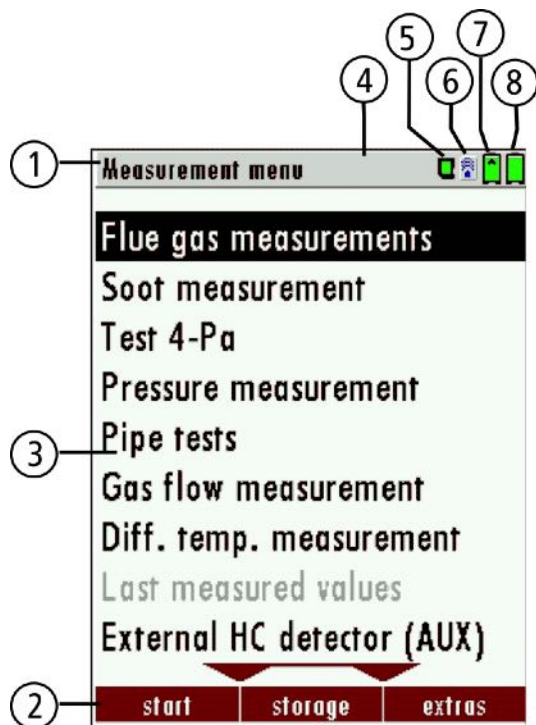 5
7
4
6
8
1
Measurement menu
Flue gas measurements
Soot measurement
Test 4-Pa
Pressure measurement
3
Pipe tests
Gas flow measurement
Diff. temp. measurement
Last measured values
External HC detector (AUX)
2
start storage extras